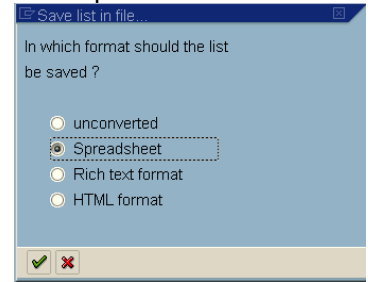 Save list in file...
In which format should the list
be saved ?
unconverted
Spreadsheet
Rich text format
HTML format